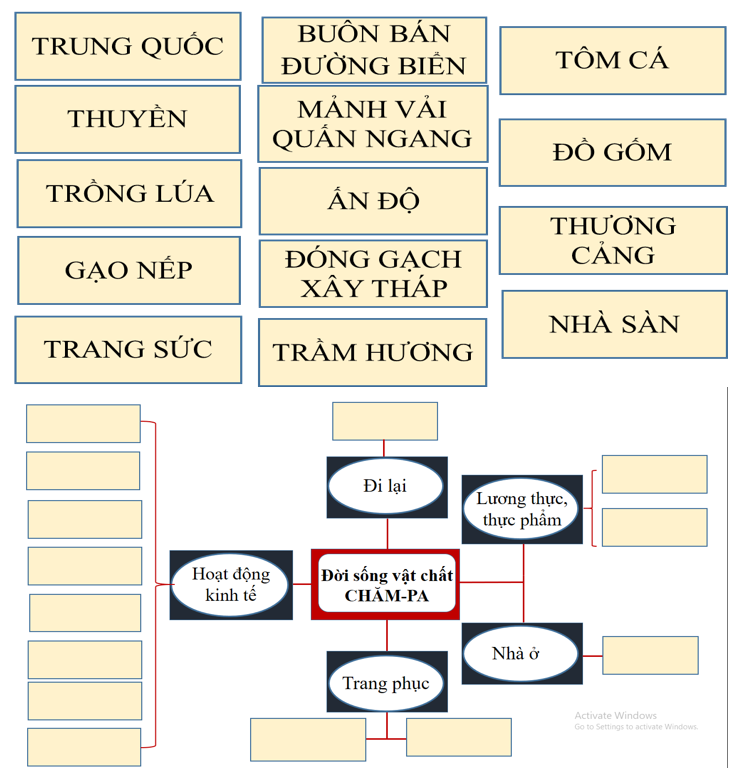 TRUNG QUỐC
BUÔN BÁN
ĐƯỜNG BIỂN
TÔM CÁ
THUYỀN
MẢNH VẢI
QUẤN NGANG
ĐỒ GỐM
TRỒNG LÚA
ẤN ĐỘ
THƯƠNG
CẢNG
GẠO NẾP
ĐÓNG GẠCH
XÂY THÁP
NHÀ SÀN
TRANG SỨC
TRẦM HƯƠNG
Đi lại
Lương thực,
thực phẩm
Hoạt động
kinh tế
Đời sống vật chất
CHĂM-PA
Nhà ở
Trang phục
Activate Windows
Go to Settings to activate Windows.